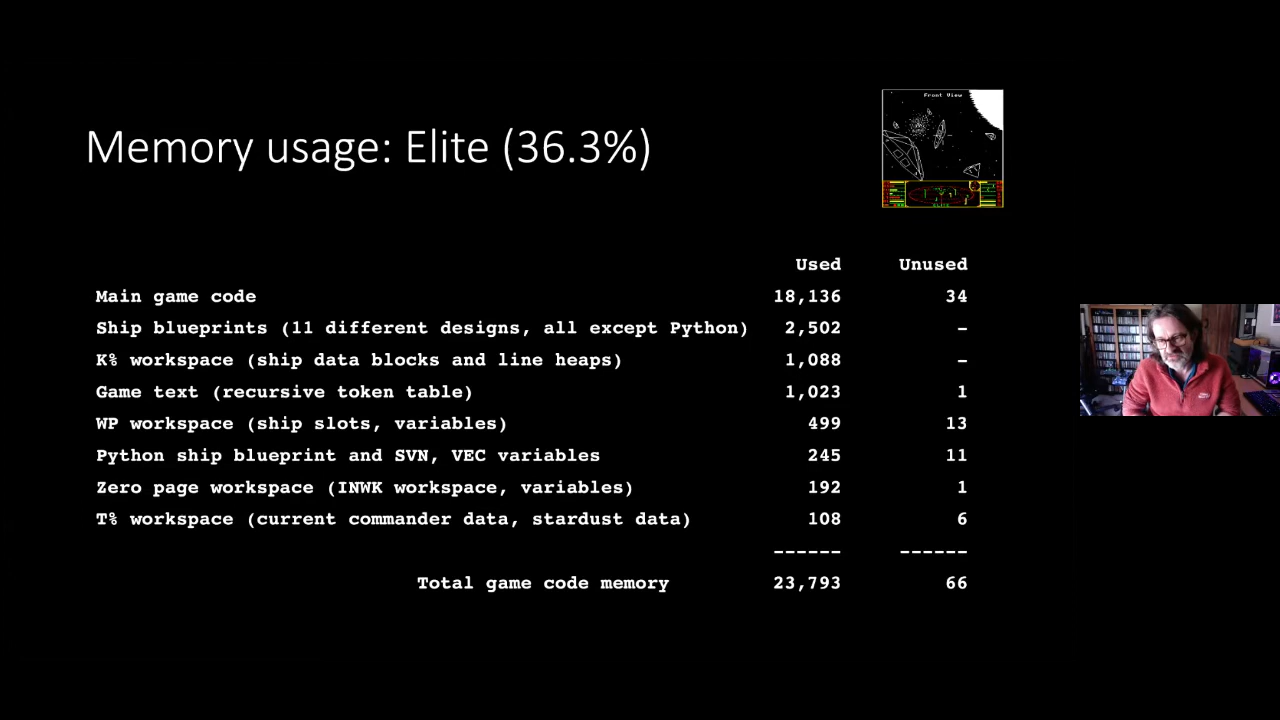 Memory usage: Elite (36.3%)
Front View
Used Unused
Main game code 18,136 34
Ship blueprints (11 different designs, all except Python) 2,502 –
K% workspace (ship data blocks and line heaps) 1,088 –
Game text (recursive token table) 1,023 1
WP workspace (ship slots, variables) 499 13
Python ship blueprint and SVN, VEC variables 245 11
Zero page workspace (INWK workspace, variables) 192 1
T% workspace (current commander data, stardust data) 108 6
------ ------
Total game code memory 23,793 66